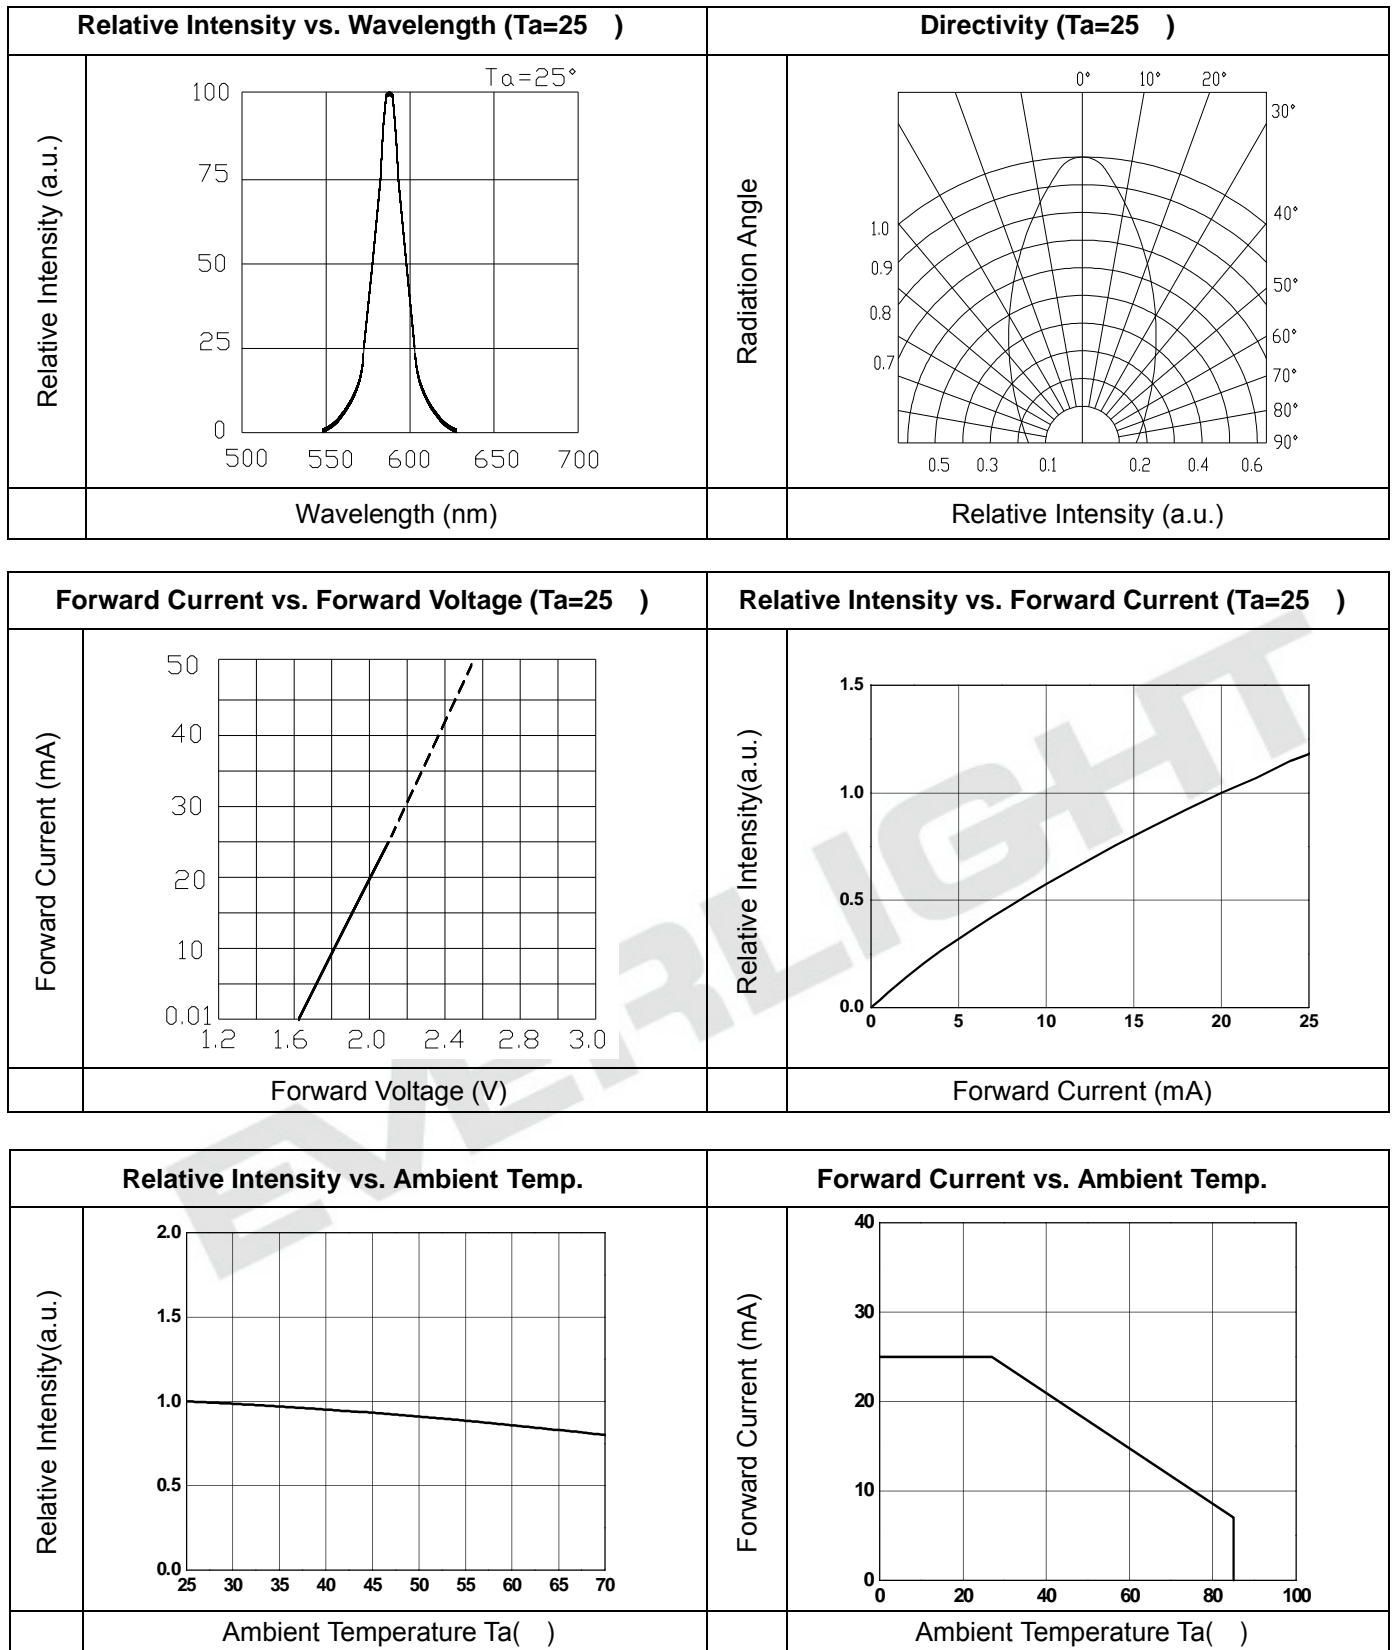 Relative Intensity vs. Wavelength (Ta=25 )
Directivity (Ta=25 )
Relative Intensity (a.u.)
Ta=25°
100
75
50
25
0
500 550 600 650 700
Wavelength (nm)
Radiation Angle
0° 10° 20°
30°
40°
50°
60°
70°
80°
90°
1.0
0.9
0.8
0.7
0.5 0.3 0.1 0.2 0.4 0.6
Relative Intensity (a.u.)
Forward Current vs. Forward Voltage (Ta=25 )
Relative Intensity vs. Forward Current (Ta=25 )
Forward Current (mA)
50
40
30
20
10
0.01
1.2 1.6 2.0 2.4 2.8 3.0
Forward Voltage (V)
Relative Intensity(a.u.)
1.5
1.0
0.5
0.0
0 5 10 15 20 25
Forward Current (mA)
EVERLIGHT
Relative Intensity vs. Ambient Temp.
Forward Current vs. Ambient Temp.
Relative Intensity(a.u.)
2.0
1.5
1.0
0.5
0.0
25 30 35 40 45 50 55 60 65 70
Ambient Temperature Ta( )
Forward Current (mA)
40
30
20
10
0
0 20 40 60 80 100
Ambient Temperature Ta( )